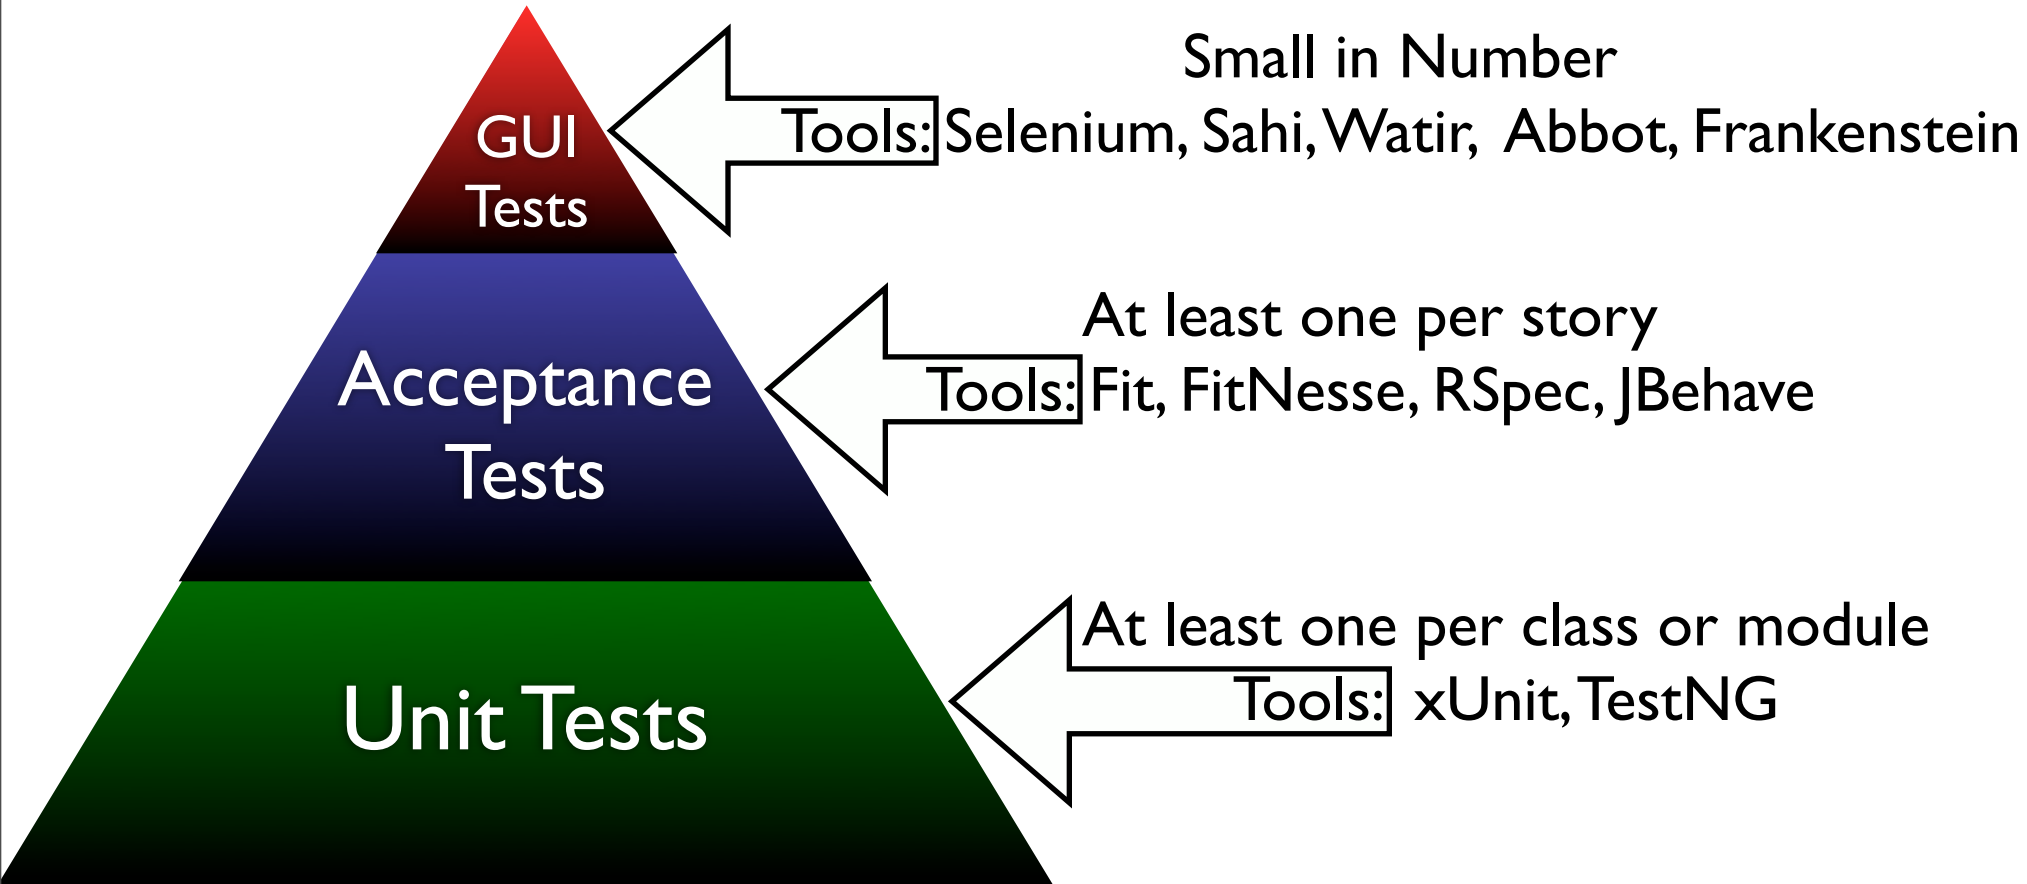 Small in Number
Tools: Selenium, Sahi, Watir, Abbot, Frankenstein
GUI
Tests
At least one per story
Tools: Fit, FitNesse, RSpec, JBehave
Acceptance
Tests
At least one per class or module
Tools: xUnit, TestNG
Unit Tests